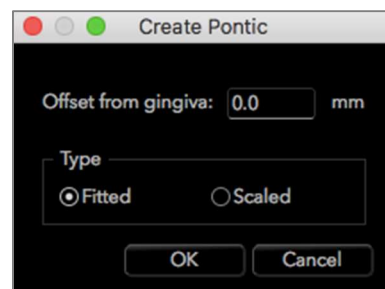 Create Pontic
Offset from gingiva: 0.0 mm
Type
Fitted Scaled
OK Cancel